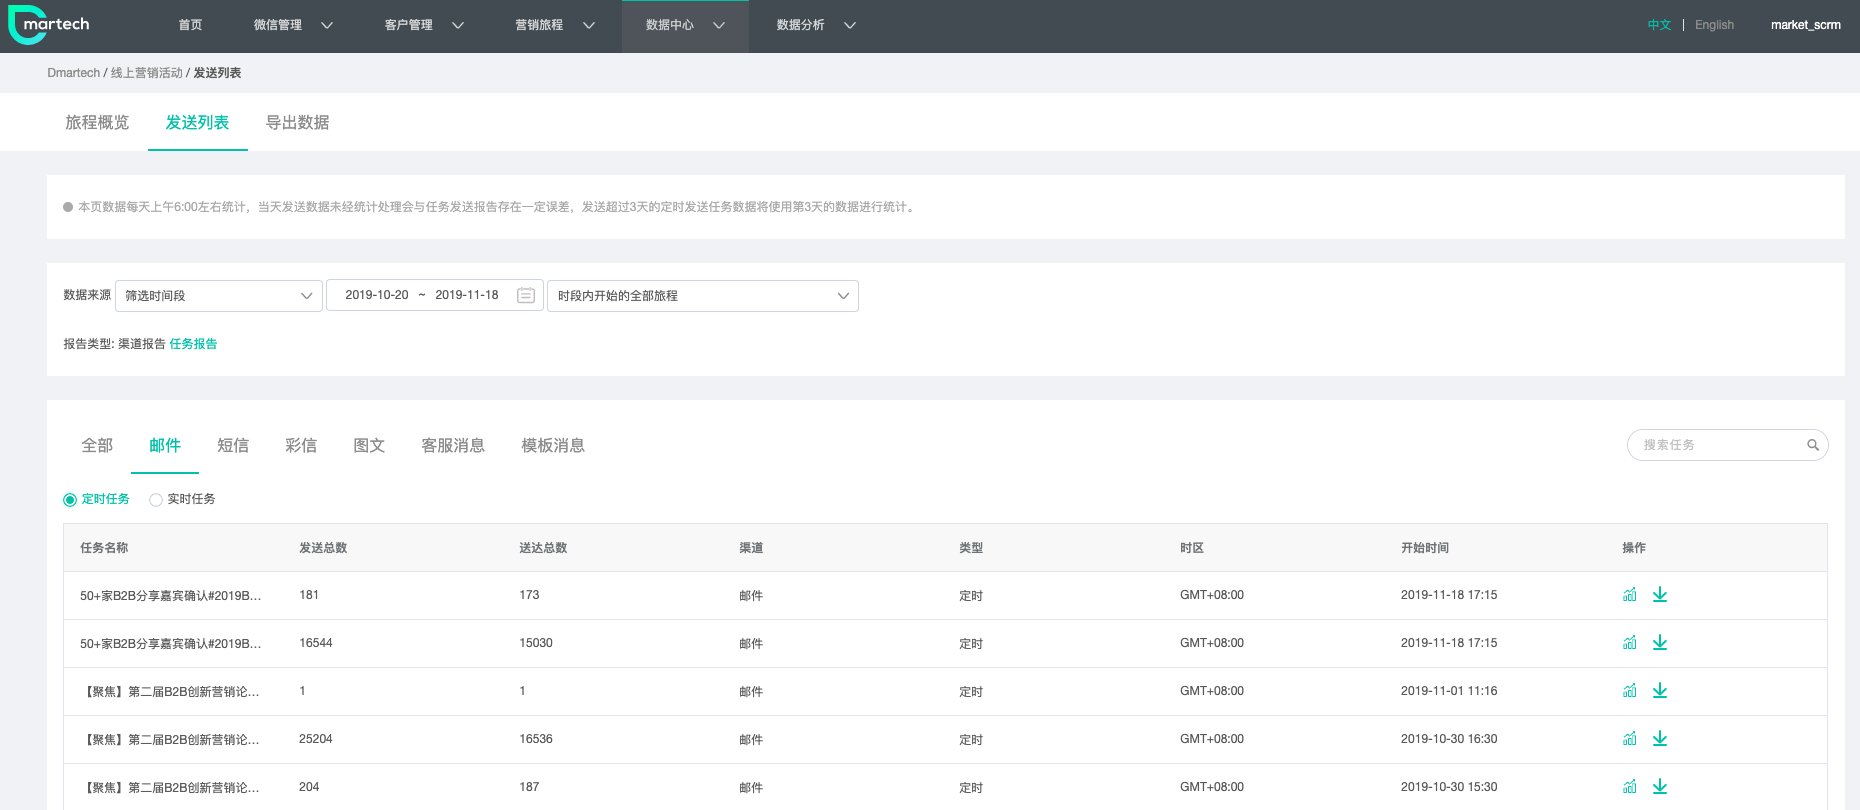 Dmartech 首页 微信管理 客户管理 营销旅程 数据中心 数据分析 中文 | English market_scrm
Dmartech / 线上营销活动 / 发送列表
旅程概览 发送列表 导出数据
本页数据每天上午6:00左右统计，当天发送数据未经统计处理会与任务发送报告存在一定误差，发送超过3天的定时发送任务数据将使用第3天的数据进行统计。
数据来源 筛选时间段 2019-10-20 ~ 2019-11-18 时段内开始的全部旅程
报告类型: 渠道报告 任务报告
全部 邮件 短信 彩信 图文 客服消息 模板消息 搜索任务
定时任务 实时任务
任务名称 发送总数 送达总数 渠道 类型 时区 开始时间 操作
50+家B2B分享嘉宾确认#2019B... 181 173 邮件 定时 GMT+08:00 2019-11-18 17:15
50+家B2B分享嘉宾确认#2019B... 16544 15030 邮件 定时 GMT+08:00 2019-11-18 17:15
【聚焦】第二届B2B创新营销论... 1 1 邮件 定时 GMT+08:00 2019-11-01 11:16
【聚焦】第二届B2B创新营销论... 25204 16536 邮件 定时 GMT+08:00 2019-10-30 16:30
【聚焦】第二届B2B创新营销论... 204 187 邮件 定时 GMT+08:00 2019-10-30 15:30